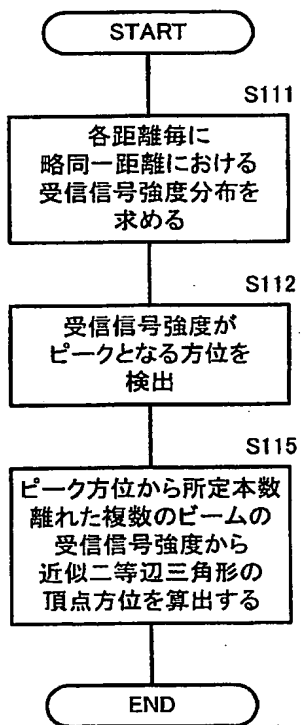 START
S111
各距離毎に
略同一距離における
受信信号強度分布を
求める
S112
受信信号強度が
ピークとなる方位を
検出
S115
ピーク方位から所定本数
離れた複数のビームの
受信信号強度から
近似二等辺三角形の
頂点方位を算出する
END